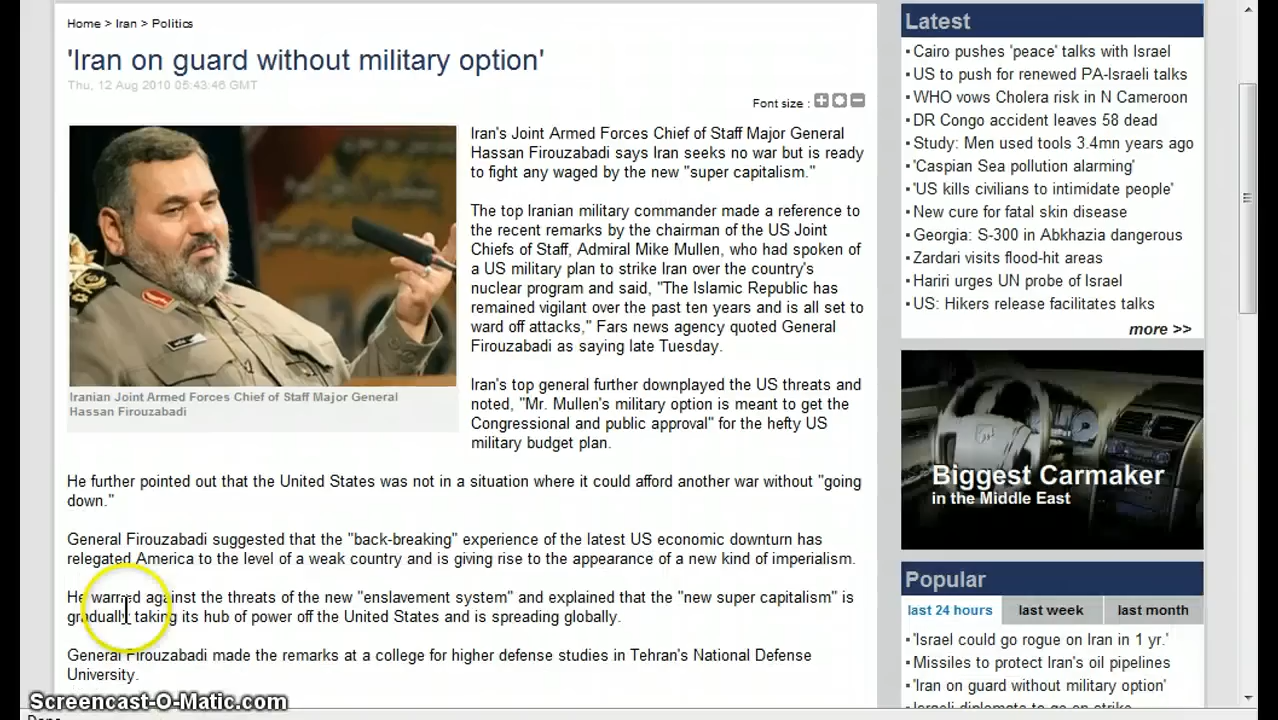 Home > Iran > Politics
'Iran on guard without military option'
Thu, 12 Aug 2010 05:43:46 GMT
Font size :
Iran's Joint Armed Forces Chief of Staff Major General
Hassan Firouzabadi says Iran seeks no war but is ready
to fight any waged by the new "super capitalism."
The top Iranian military commander made a reference to
the recent remarks by the chairman of the US Joint
Chiefs of Staff, Admiral Mike Mullen, who had spoken of
a US military plan to strike Iran over the country's
nuclear program and said, "The Islamic Republic has
remained vigilant over the past ten years and is all set to
ward off attacks," Fars news agency quoted General
Firouzabadi as saying late Tuesday.
Iranian Joint Armed Forces Chief of Staff Major General
Hassan Firouzabadi
Iran's top general further downplayed the US threats and
noted, "Mr. Mullen's military option is meant to get the
Congressional and public approval" for the hefty US
military budget plan.
He further pointed out that the United States was not in a situation where it could afford another war without "going
down."
General Firouzabadi suggested that the "back-breaking" experience of the latest US economic downturn has
relegated America to the level of a weak country and is giving rise to the appearance of a new kind of imperialism.
He warned against the threats of the new "enslavement system" and explained that the "new super capitalism" is
gradually taking its hub of power off the United States and is spreading globally.
General Firouzabadi made the remarks at a college for higher defense studies in Tehran's National Defense
University.
Latest
Cairo pushes 'peace' talks with Israel
US to push for renewed PA-Israeli talks
WHO vows Cholera risk in N Cameroon
DR Congo accident leaves 58 dead
Study: Men used tools 3.4mn years ago
'Caspian Sea pollution alarming'
'US kills civilians to intimidate people'
New cure for fatal skin disease
Georgia: S-300 in Abkhazia dangerous
Zardari visits flood-hit areas
Hariri urges UN probe of Israel
US: Hikers release facilitates talks
more >>
Biggest Carmaker
in the Middle East
Popular
last 24 hours last week last month
'Israel could go rogue on Iran in 1 yr.'
Missiles to protect Iran's oil pipelines
'Iran on guard without military option'
Israeli diplomats to go on strike
Screencast-O-Matic.com